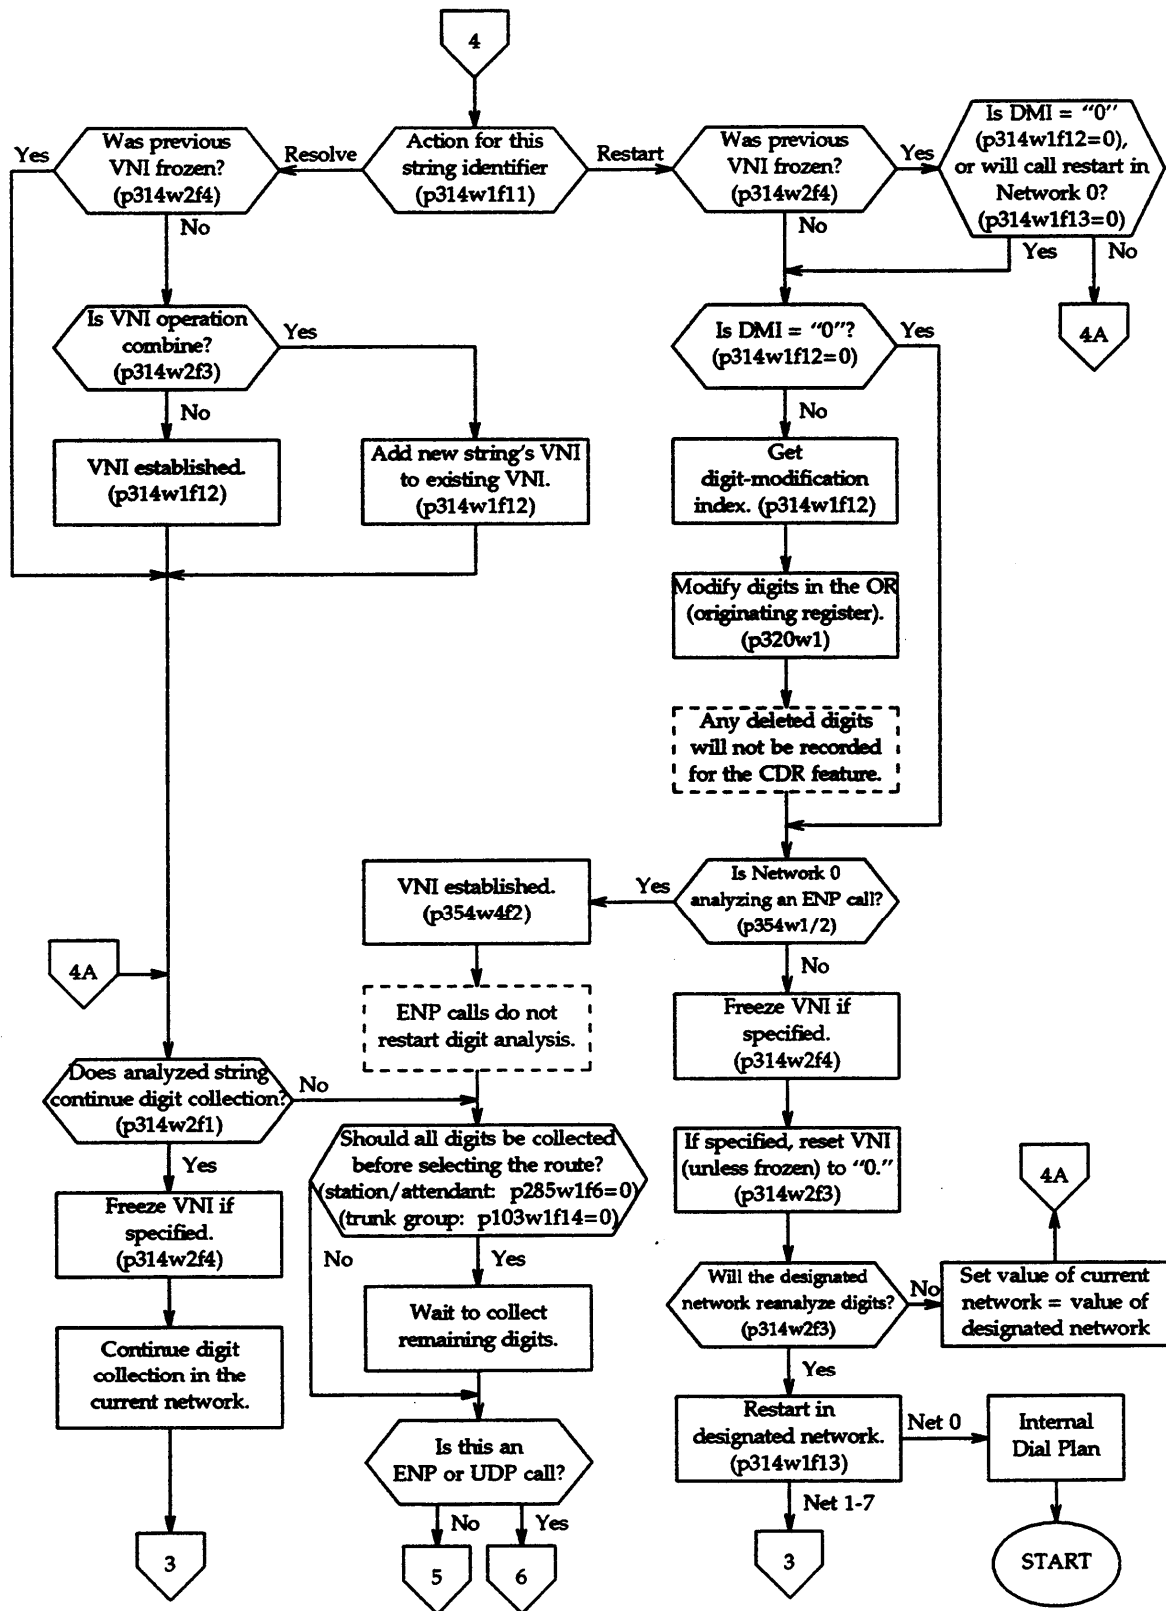 4
Was previous
VNI frozen?
(p314w2f4)
Yes
Resolve
Action for this
string identifier
(p314w1f11)
Restart
Was previous
VNI frozen?
(p314w2f4)
Yes
Is DMI = “0”
(p314w1f12=0),
or will call restart in
Network 0?
(p314w1f13=0)
No
No
Yes
No
4A
Is VNI operation
combine?
(p314w2f3)
Yes
Is DMI = “0”?
(p314w1f12=0)
Yes
No
No
VNI established.
(p314w1f12)
Add new string's VNI
to existing VNI.
(p314w1f12)
Get
digit-modification
index. (p314w1f12)
Modify digits in the OR
(originating register).
(p320w1)
Any deleted digits
will not be recorded
for the CDR feature.
VNI established.
(p354w4f2)
Yes
Is Network 0
analyzing an ENP call?
(p354w1/2)
No
4A
ENP calls do not
restart digit analysis.
Freeze VNI if
specified.
(p314w2f4)
Does analyzed string
continue digit collection?
(p314w2f1)
No
Yes
Should all digits be collected
before selecting the route?
(station/attendant: p285w1f6=0)
(trunk group: p103w1f14=0)
If specified, reset VNI
(unless frozen) to “0.”
(p314w2f3)
4A
Freeze VNI if
specified.
(p314w2f4)
No
Yes
Will the designated
network reanalyze digits?
(p314w2f3)
No
Set value of current
network = value of
designated network
Wait to collect
remaining digits.
Continue digit
collection in the
current network.
Yes
Restart in
designated network.
(p314w1f13)
Net 0
Internal
Dial Plan
Is this an
ENP or UDP call?
Net 1-7
No
Yes
3
5
6
3
START